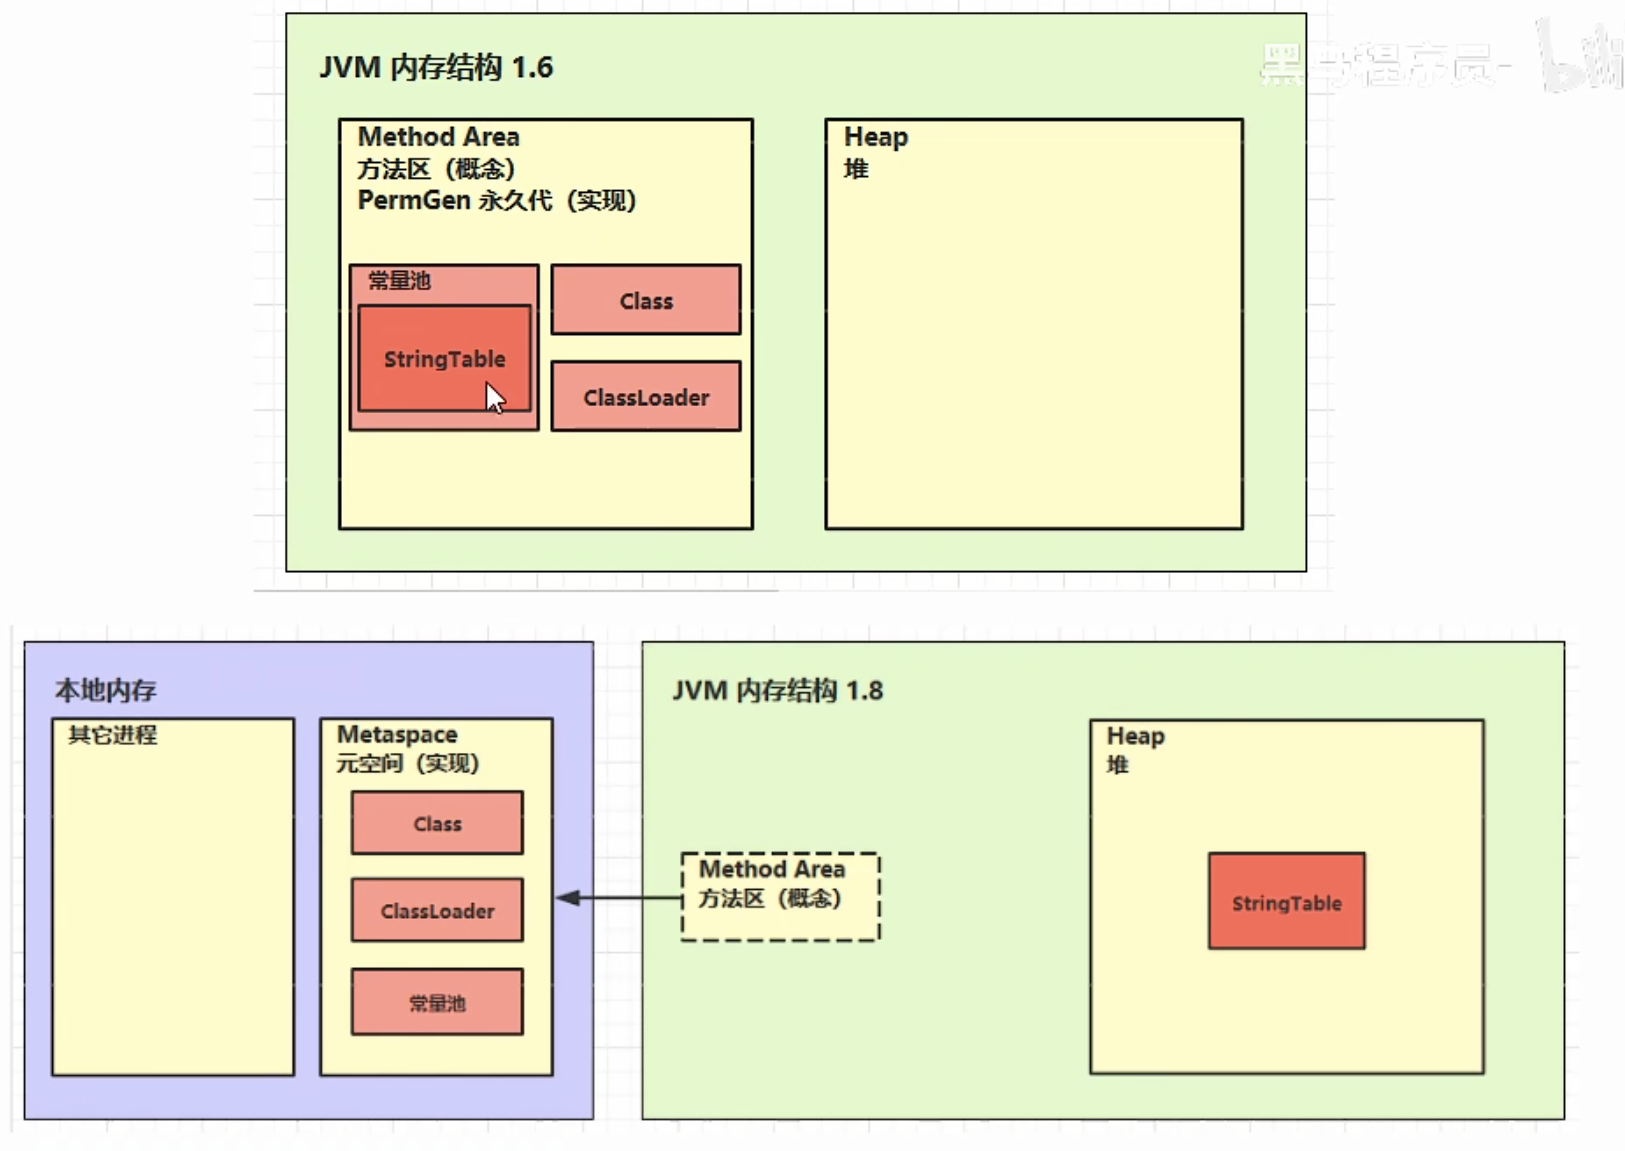 JVM 内存结构 1.6
黑马程序员-
bili
Method Area
方法区（概念）
PermGen 永久代（实现）
Heap
堆
常量池
StringTable
Class
ClassLoader
本地内存
其它进程
Metaspace
元空间（实现）
Class
ClassLoader
常量池
JVM 内存结构 1.8
Method Area
方法区（概念）
Heap
堆
StringTable